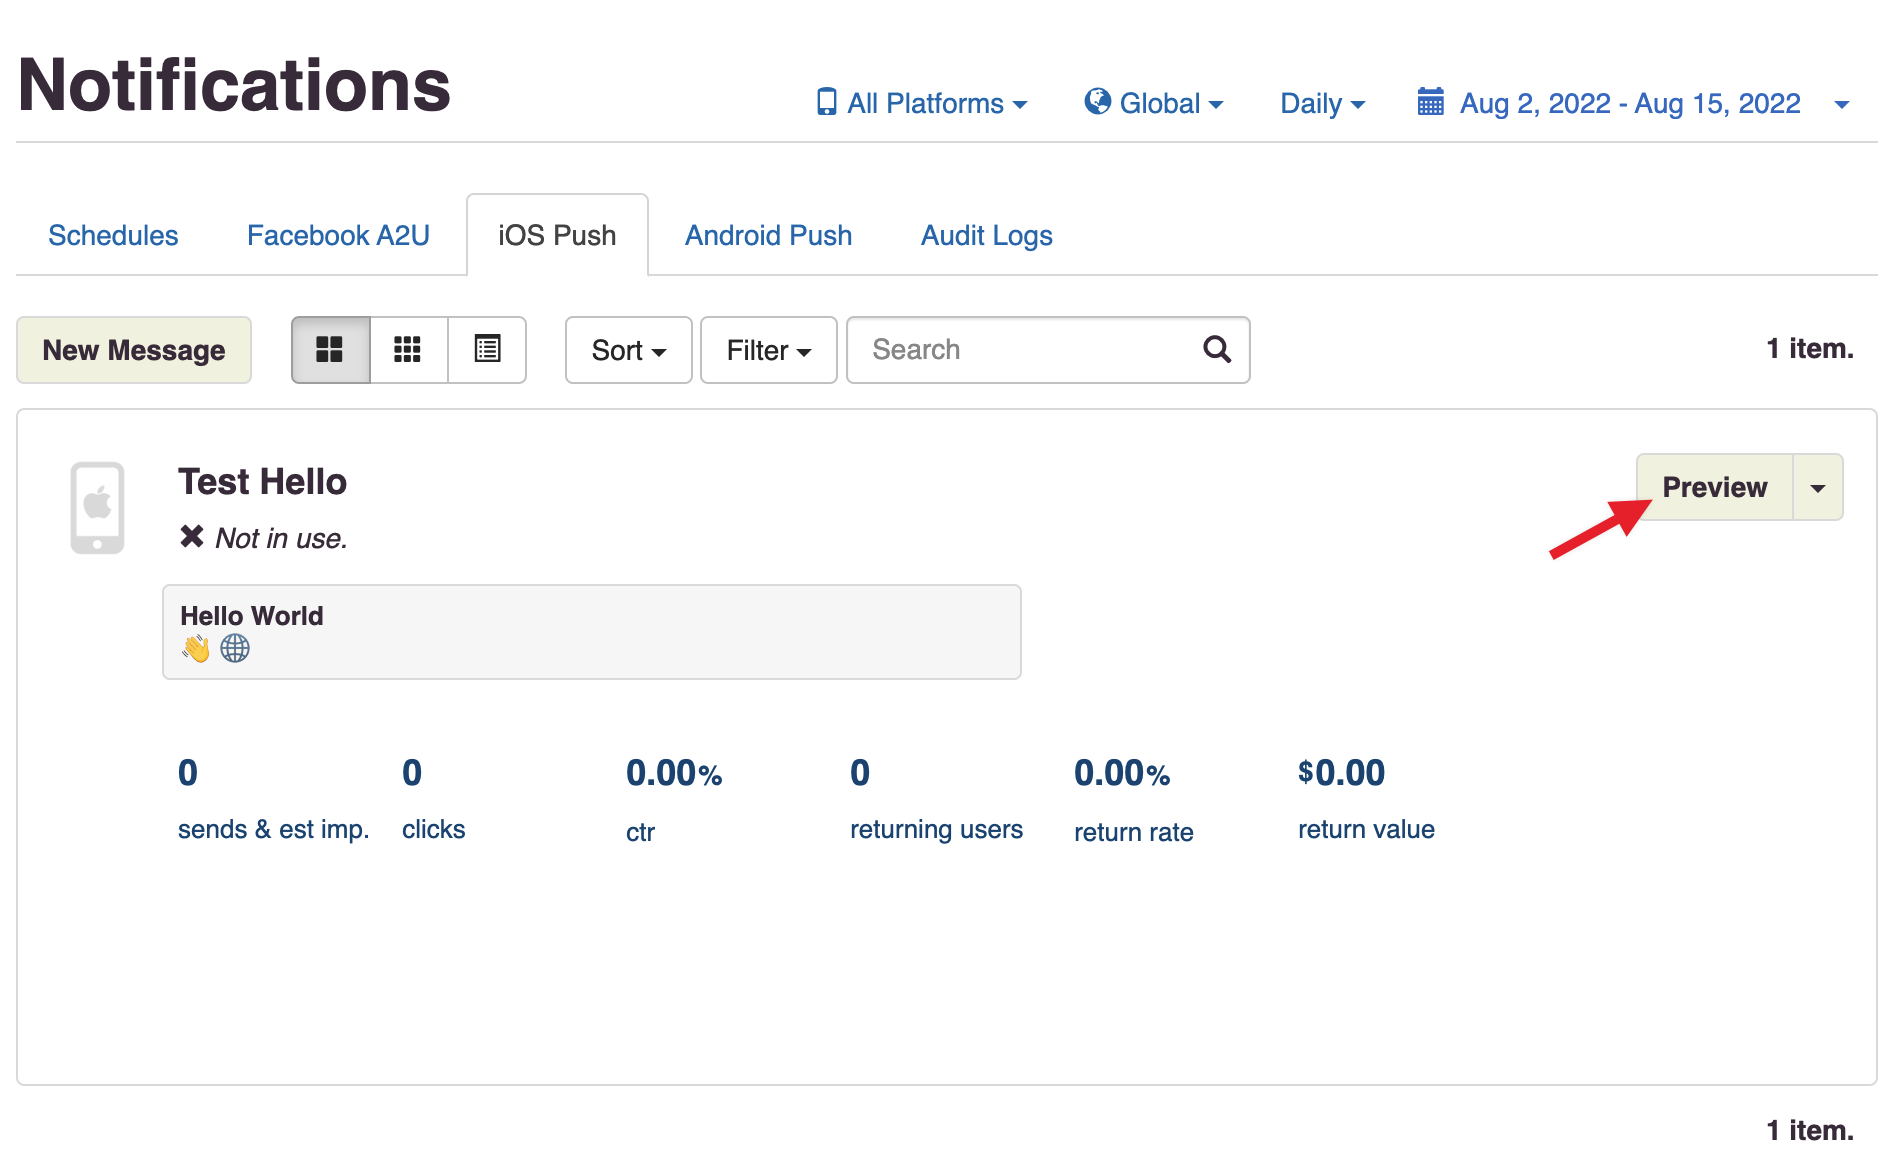 Notifications
All Platforms Global Daily Aug 2, 2022 - Aug 15, 2022
Schedules Facebook A2U iOS Push Android Push Audit Logs
New Message Sort Filter Search 1 item.
Test Hello Preview
Not in use.
Hello World
👋 🌐
0 0 0.00% 0 0.00% $0.00
sends & est imp. clicks ctr returning users return rate return value
1 item.